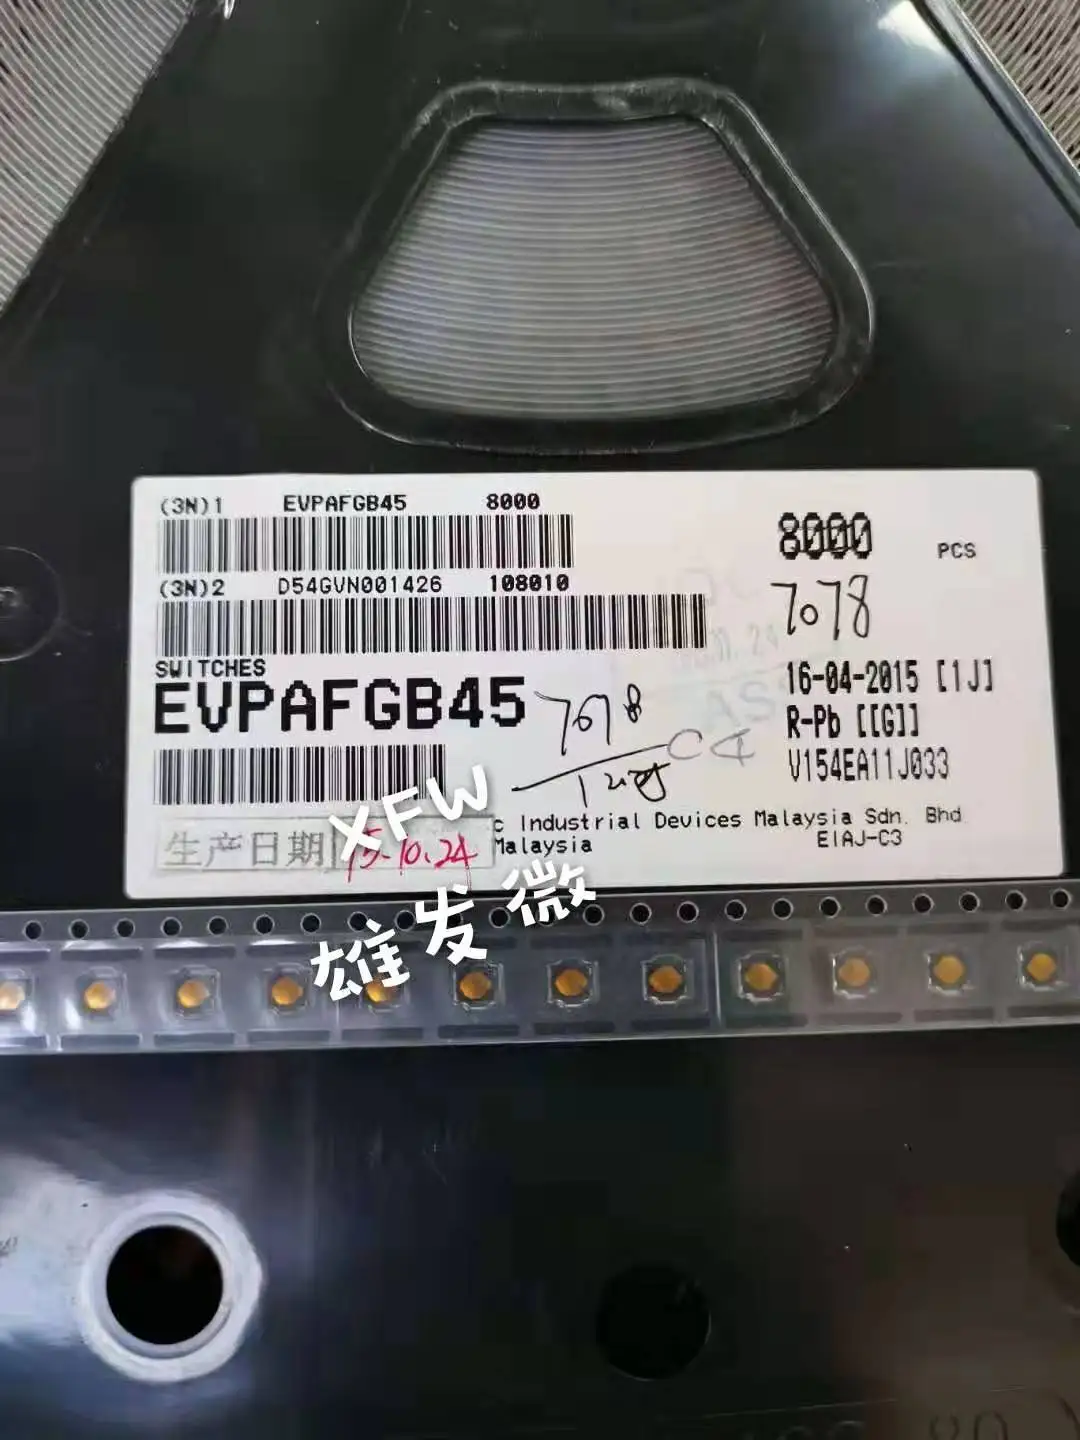 (3N)1 EVPAFGB45 8000
8000 PCS
(3N)2 D54GVN001426 108010
7078
SWITCHES
EVPAFGB45
7078
C4
16-04-2015 [1J]
R-Pb [[G]]
V154EA11J033
c Industrial Devices Malaysia Sdn. Bhd
Malaysia EIAJ-C3
生产日期 15.10.24
XFW
雄发微